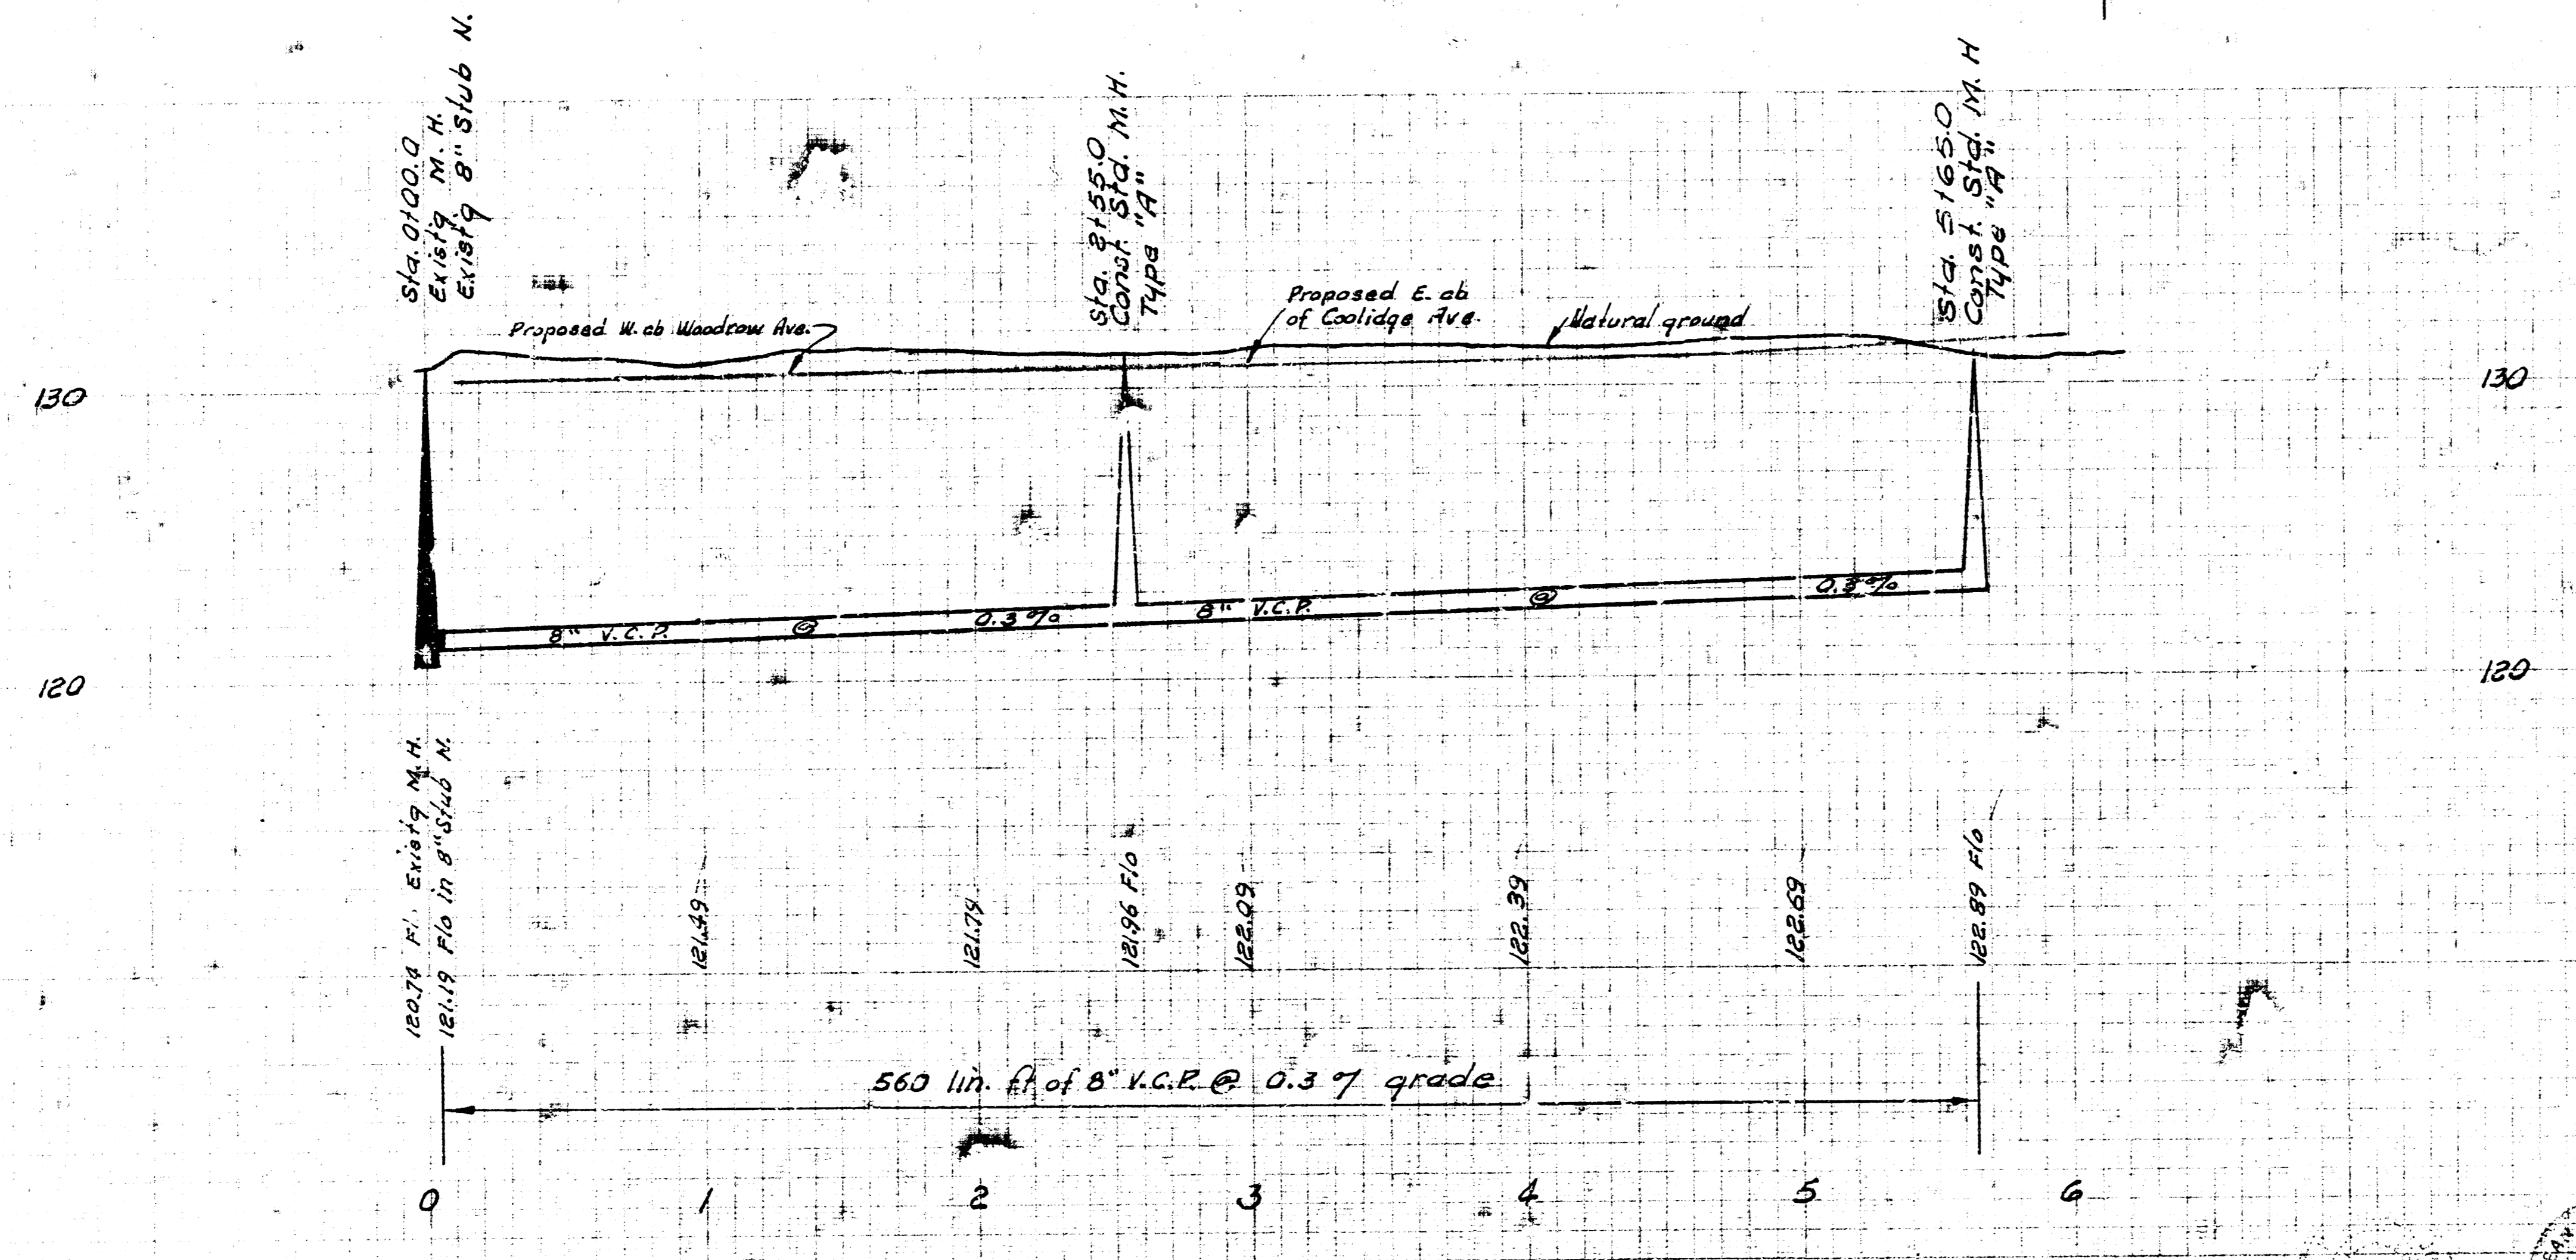 Sta. 0+00.0
Exist'g M. H.
Exist'g 8" Stub N.
Sta. 2+55.0
Const. Std. M.H.
Type "A"
Sta. 5+65.0
Const. Std. M.H
Type "A"
Proposed W. cb Woodrow Ave.
Proposed E. cb
of Coolidge Ave.
Natural ground
130
130
8" V.C.P. @ 0.3%
8" V.C.P. @ 0.3%
120
120
120.74 Fl. Exist'g M.H.
121.19 Flo in 8" Stub N.
121.49
121.79
121.96 Flo
122.09
122.39
122.69
122.89 Flo
560 lin. ft of 8" V.C.P. @ 0.3 % grade
0 1 2 3 4 5 6